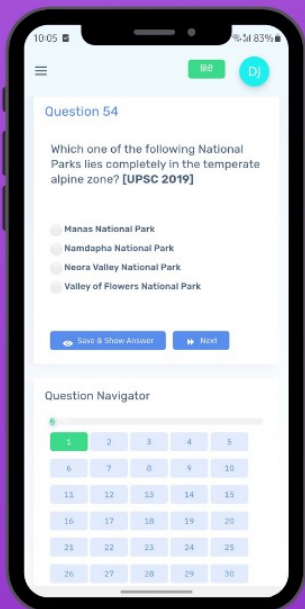 10:05
83%
हिंदी
DJ
Question 54
Which one of the following National
Parks lies completely in the temperate
alpine zone? [UPSC 2019]
Manas National Park
Namdapha National Park
Neora Valley National Park
Valley of Flowers National Park
Save & Show Answer
Next
Question Navigator
1 2 3 4 5
6 7 8 9 10
11 12 13 14 15
16 17 18 19 20
21 22 23 24 25
26 27 28 29 30